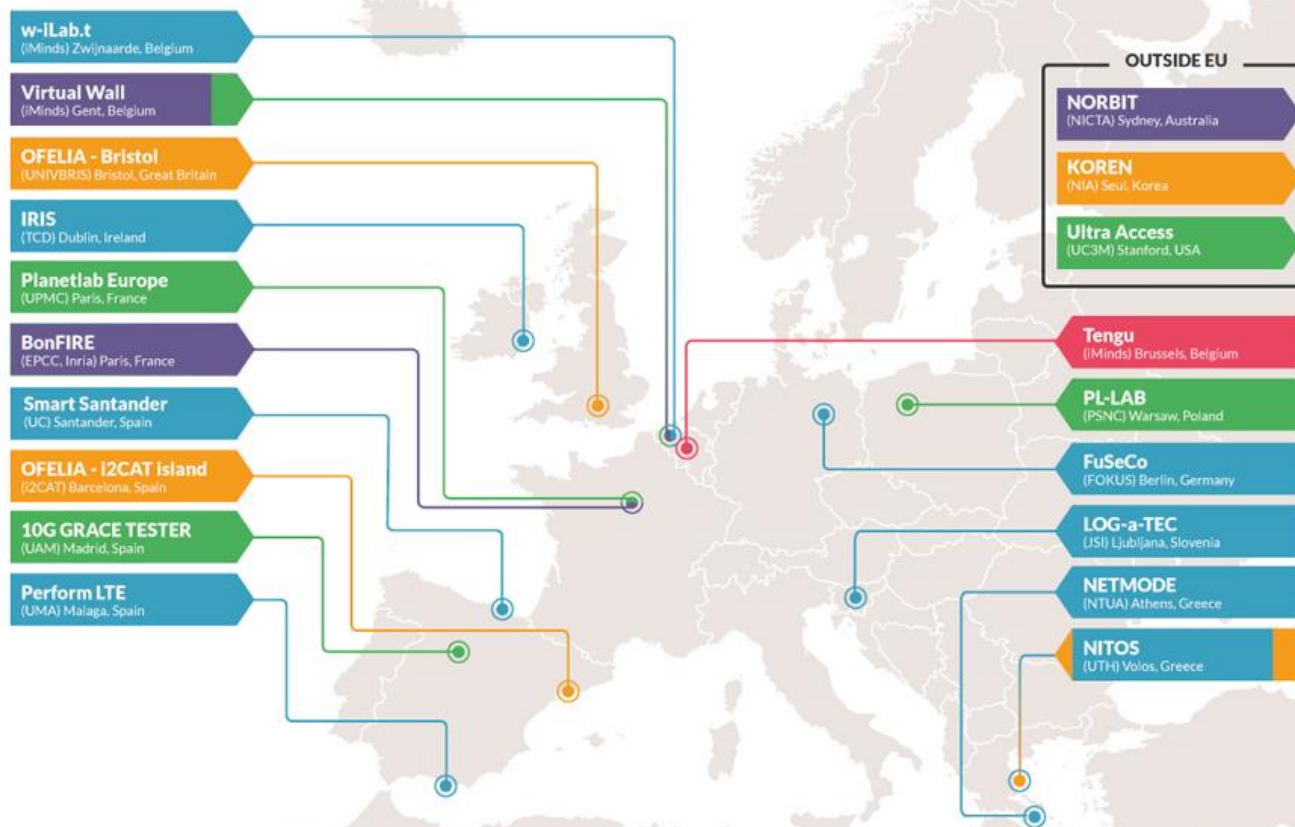 w-iLab.t
(iMinds) Zwijnaarde, Belgium
Virtual Wall
(iMinds) Gent, Belgium
OFELIA - Bristol
(UNIVBRIS) Bristol, Great Britain
IRIS
(TCD) Dublin, Ireland
Planetlab Europe
(UPMC) Paris, France
BonFIRE
(EPCC, Inria) Paris, France
Smart Santander
(UC) Santander, Spain
OFELIA - i2CAT island
(i2CAT) Barcelona, Spain
10G GRACE TESTER
(UAM) Madrid, Spain
Perform LTE
(UMA) Malaga, Spain
OUTSIDE EU
NORBIT
(NICTA) Sydney, Australia
KOREN
(NIA) Seul, Korea
Ultra Access
(UC3M) Stanford, USA
Tengu
(iMinds) Brussels, Belgium
PL-LAB
(PSNC) Warsaw, Poland
FuSeCo
(FOKUS) Berlin, Germany
LOG-a-TEC
(JSI) Ljubljana, Slovenia
NETMODE
(NTUA) Athens, Greece
NITOS
(UTH) Volos, Greece